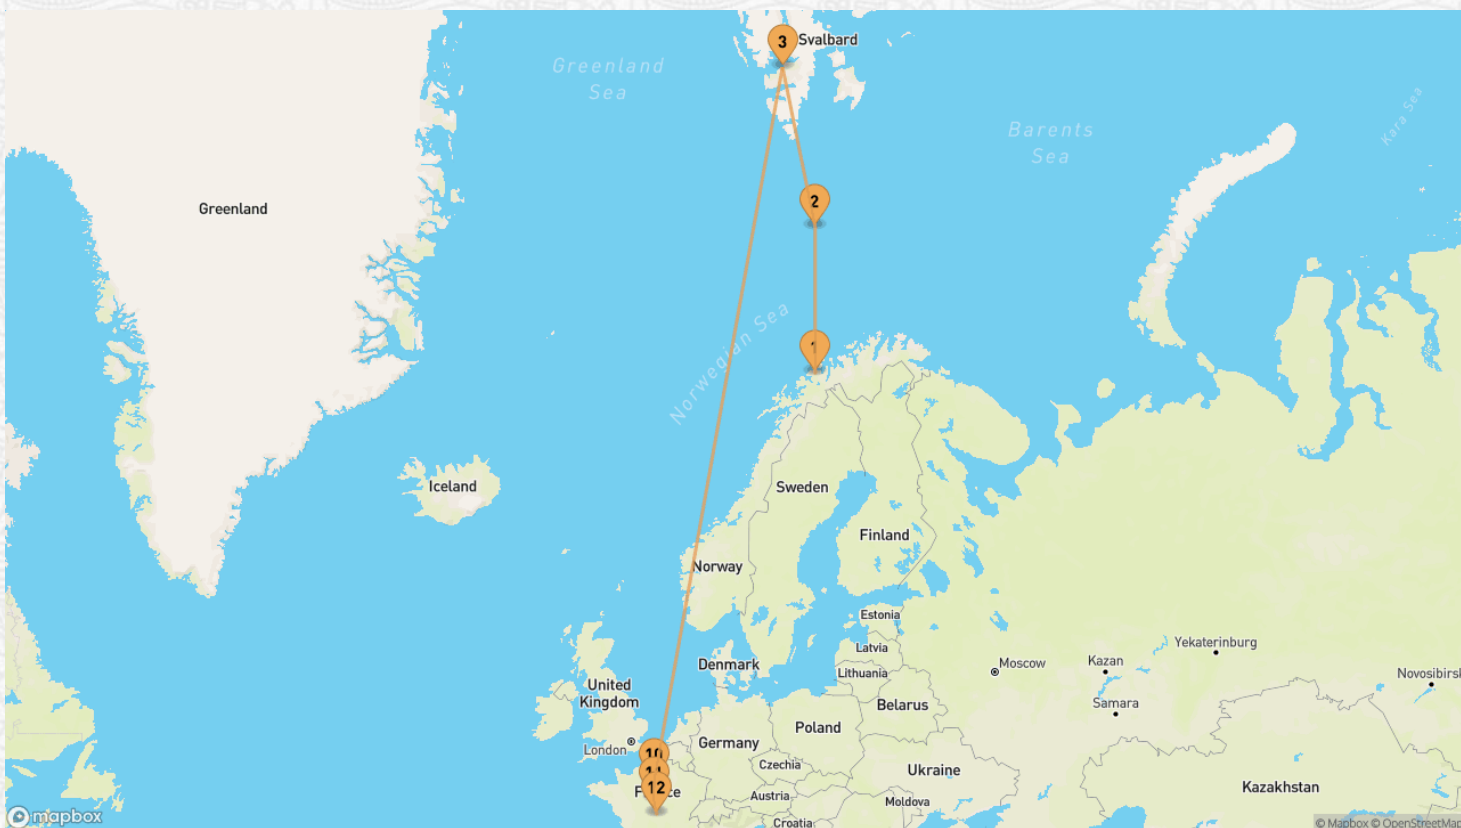 3
Svalbard
Greenland
Sea
Kara Sea
Barents
Sea
2
Greenland
Norwegian Sea
Iceland
Sweden
Finland
Norway
Estonia
Yekaterinburg
Latvia
Denmark
Moscow
Kazan
Lithuania
Novosibirsk
United
Kingdom
Belarus
Samara
Poland
London
Germany
10
Czechia
Ukraine
11
12
Kazakhstan
Austria
Moldova
mapbox
Croatia
© Mapbox © OpenStreetMap